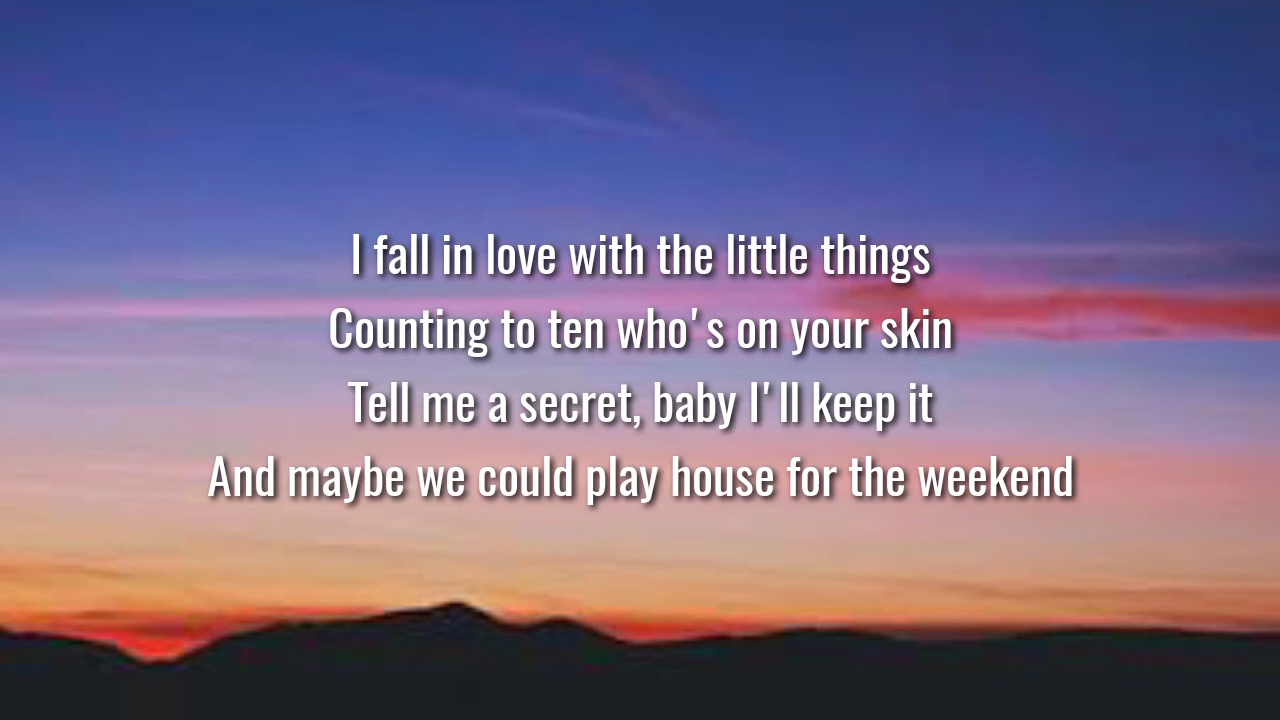 I fall in love with the little things
Counting to ten who's on your skin
Tell me a secret, baby I'll keep it
And maybe we could play house for the weekend